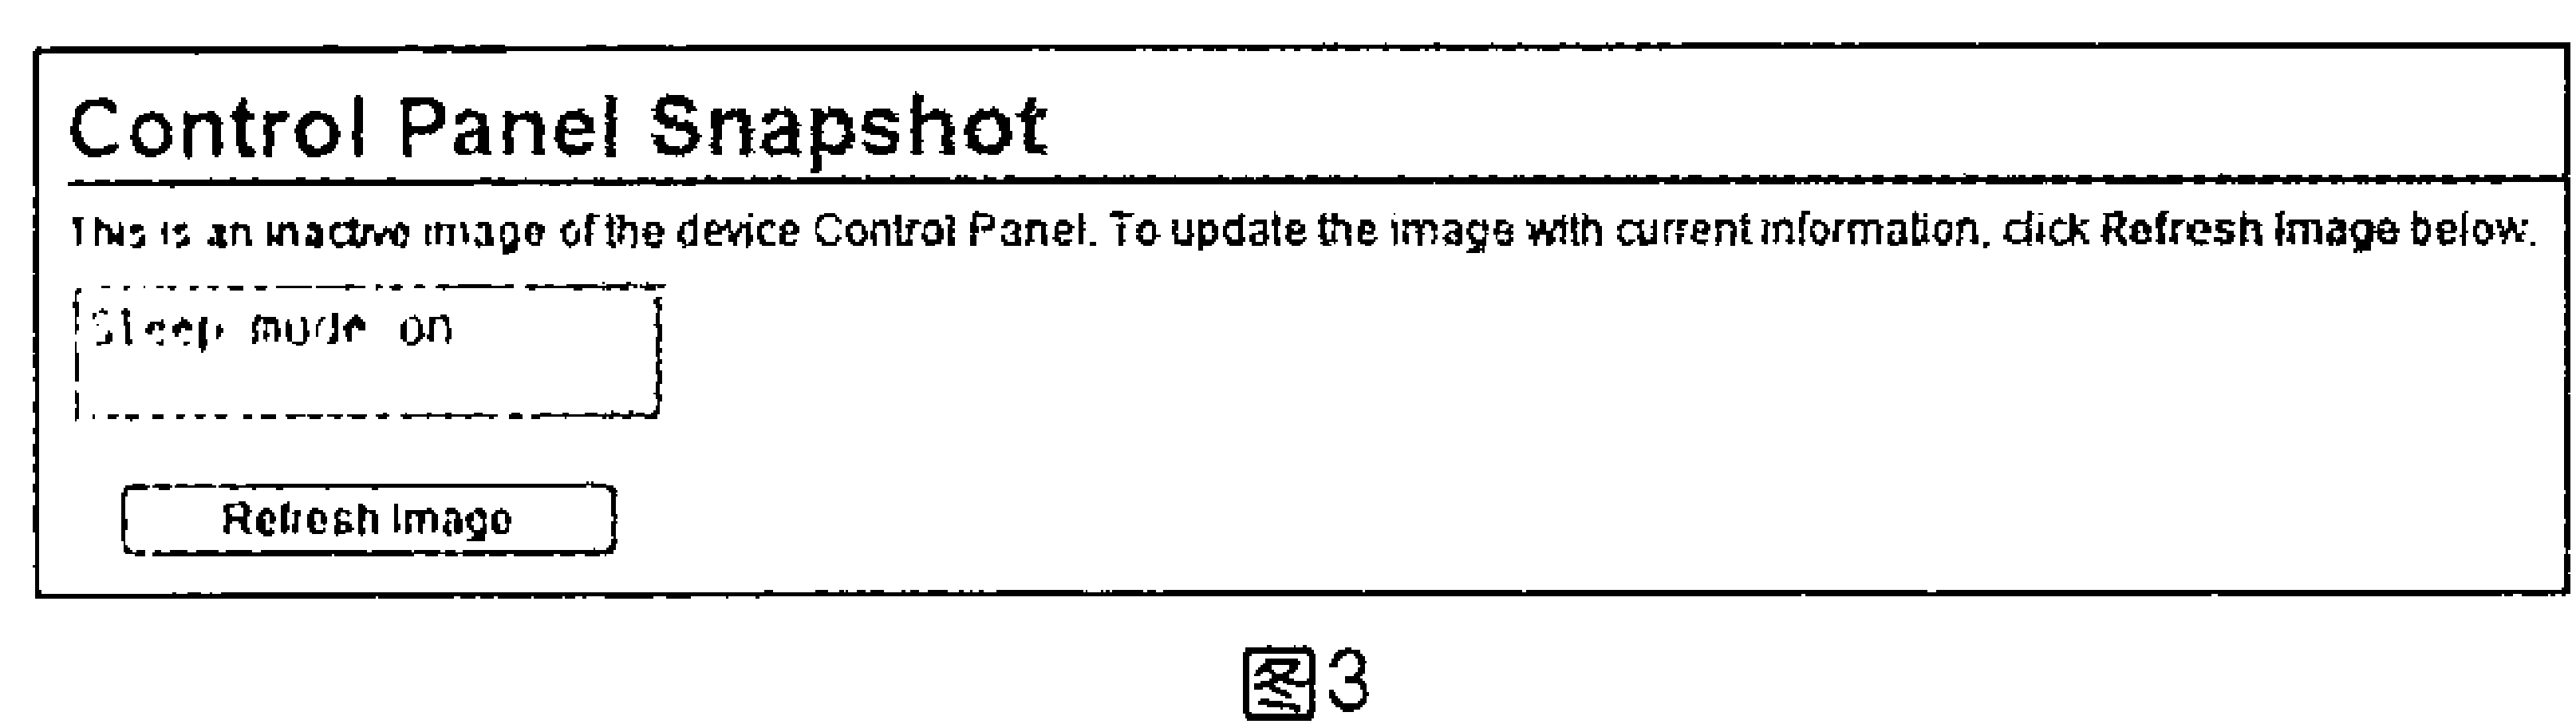 Control Panel Snapshot
This is an inactive image of the device Control Panel. To update the image with current information, click Refresh Image below.
Sleep mode on
Refresh Image
图3